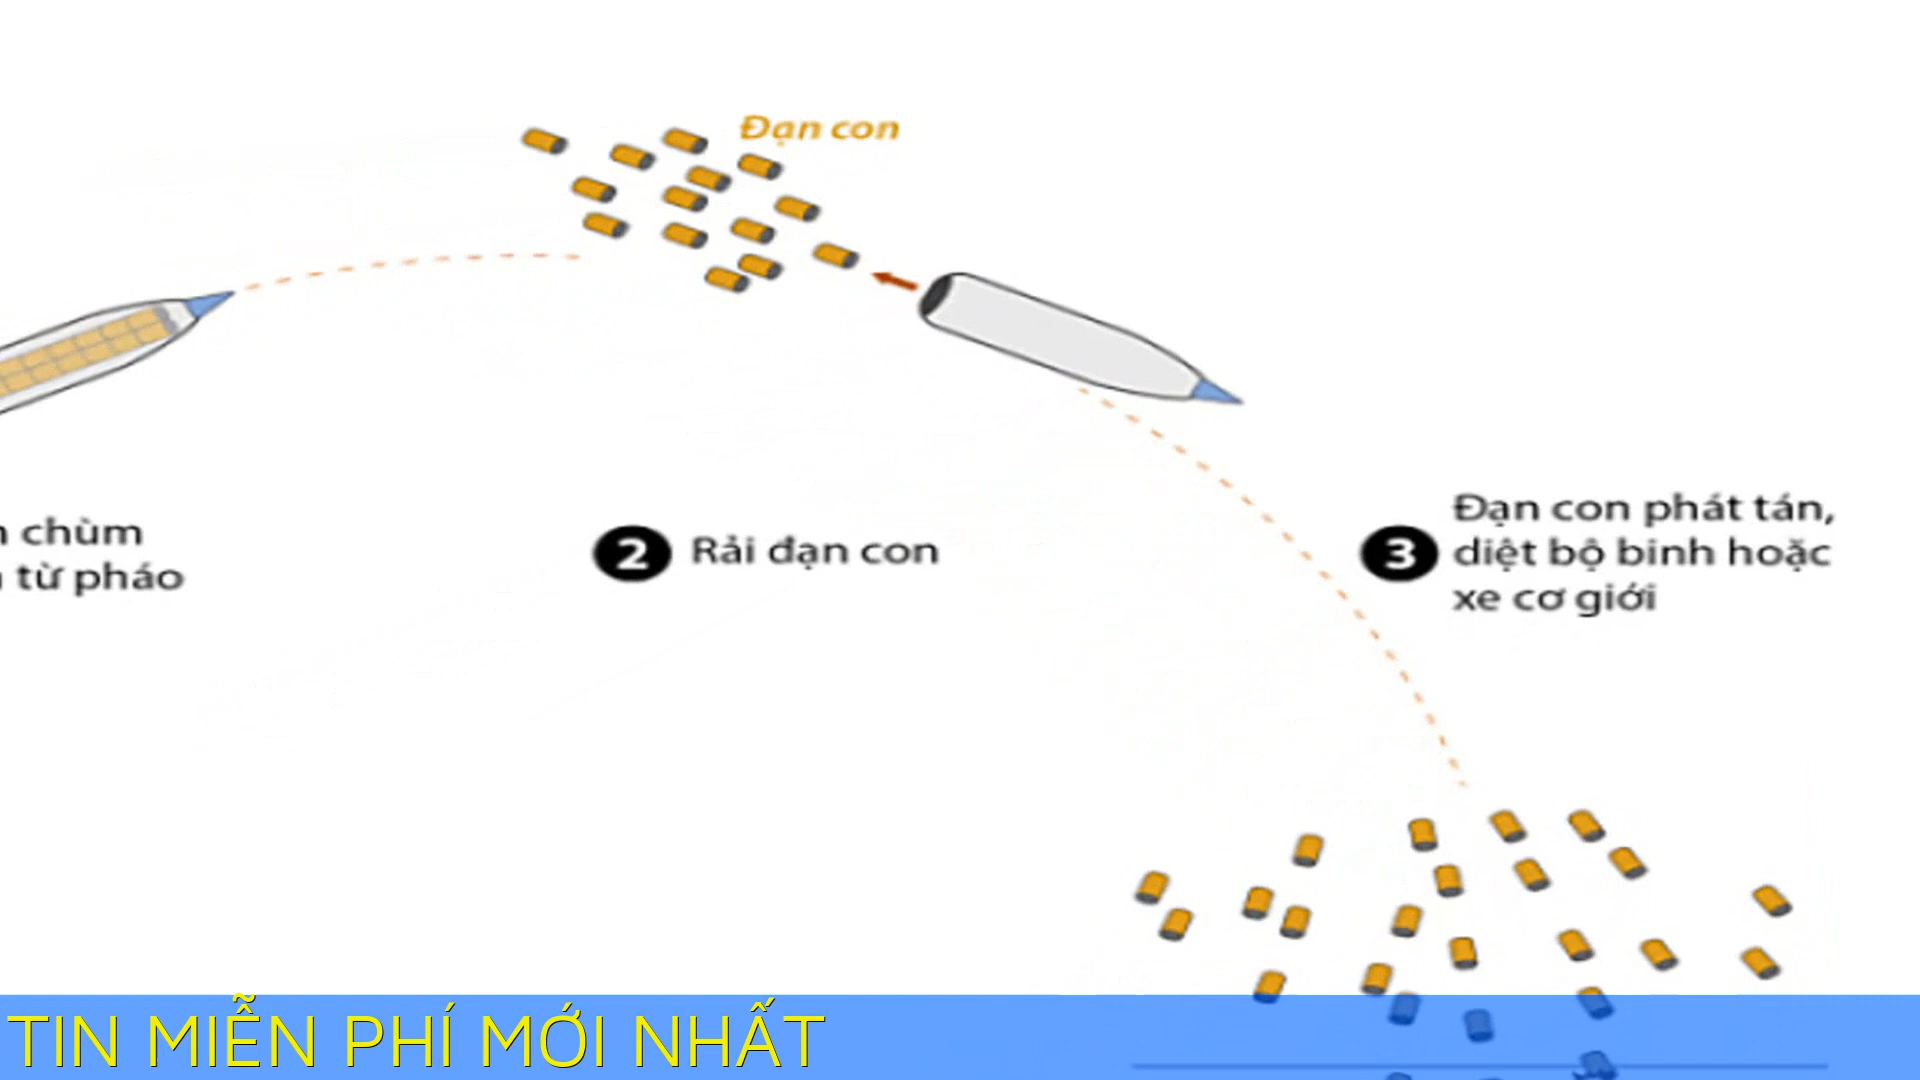 Đạn con
chùm
từ pháo
2 Rải đạn con
3 Đạn con phát tán,
diệt bộ binh hoặc
xe cơ giới
TIN MIỄN PHÍ MỚI NHẤT